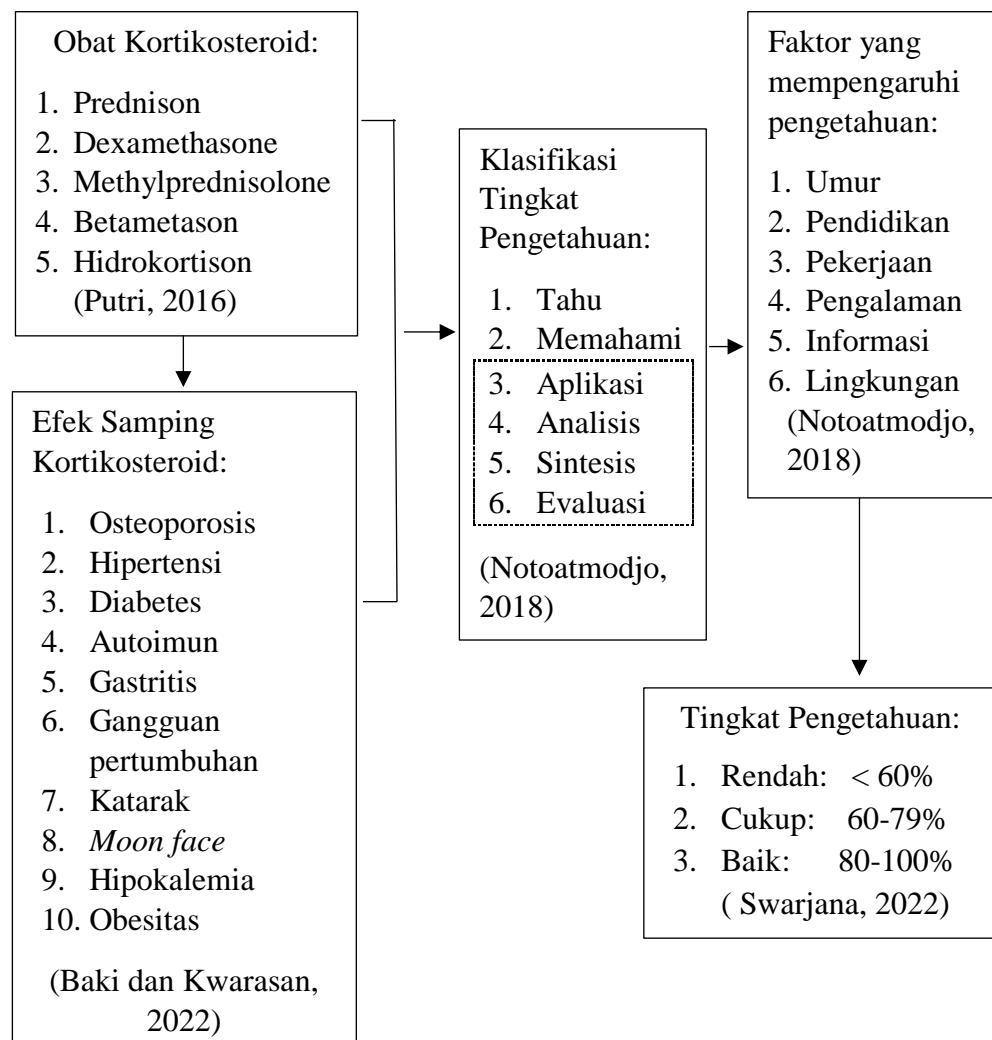 Obat Kortikosteroid:
1. Prednison
2. Dexamethasone
3. Methylprednisolone
4. Betametason
5. Hidrokortison
(Putri, 2016)
Efek Samping
Kortikosteroid:
1. Osteoporosis
2. Hipertensi
3. Diabetes
4. Autoimun
5. Gastritis
6. Gangguan
pertumbuhan
7. Katarak
8. Moon face
9. Hipokalemia
10. Obesitas
(Baki dan Kwarasan,
2022)
Klasifikasi
Tingkat
Pengetahuan:
1. Tahu
2. Memahami
3. Aplikasi
4. Analisis
5. Sintesis
6. Evaluasi
(Notoatmodjo,
2018)
Faktor yang
mempengaruhi
pengetahuan:
1. Umur
2. Pendidikan
3. Pekerjaan
4. Pengalaman
5. Informasi
6. Lingkungan
(Notoatmodjo,
2018)
Tingkat Pengetahuan:
1. Rendah: < 60%
2. Cukup: 60-79%
3. Baik: 80-100%
( Swarjana, 2022)